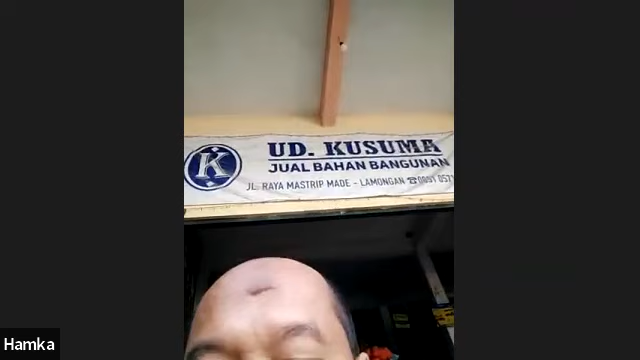 UD. KUSUMA
K
JUAL BAHAN BANGUNAN
JL. RAYA MASTRIP MADE - LAMONGAN ☎
Hamka